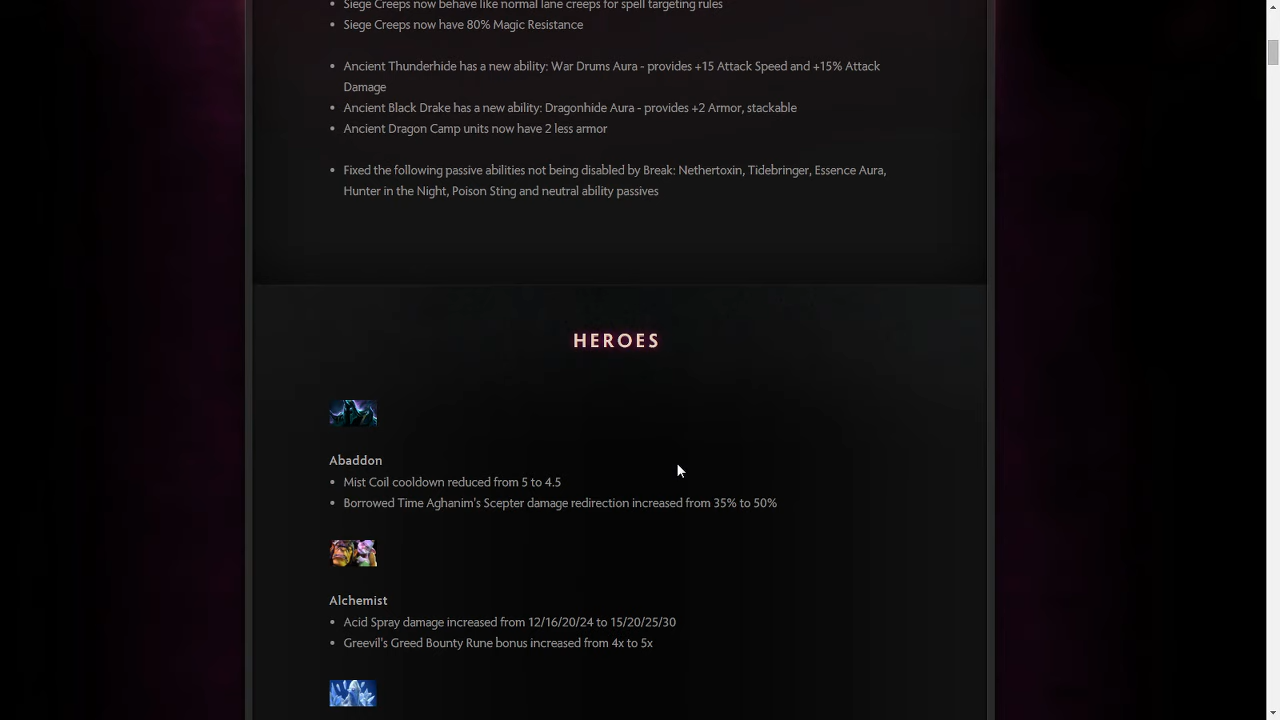 • Siege Creeps now behave like normal lane creeps for spell targeting rules
• Siege Creeps now have 80% Magic Resistance
• Ancient Thunderhide has a new ability: War Drums Aura - provides +15 Attack Speed and +15% Attack
Damage
• Ancient Black Drake has a new ability: Dragonhide Aura - provides +2 Armor, stackable
• Ancient Dragon Camp units now have 2 less armor
• Fixed the following passive abilities not being disabled by Break: Nethertoxin, Tidebringer, Essence Aura,
Hunter in the Night, Poison Sting and neutral ability passives
HEROES
Abaddon
• Mist Coil cooldown reduced from 5 to 4.5
• Borrowed Time Aghanim's Scepter damage redirection increased from 35% to 50%
Alchemist
• Acid Spray damage increased from 12/16/20/24 to 15/20/25/30
• Greevil's Greed Bounty Rune bonus increased from 4x to 5x